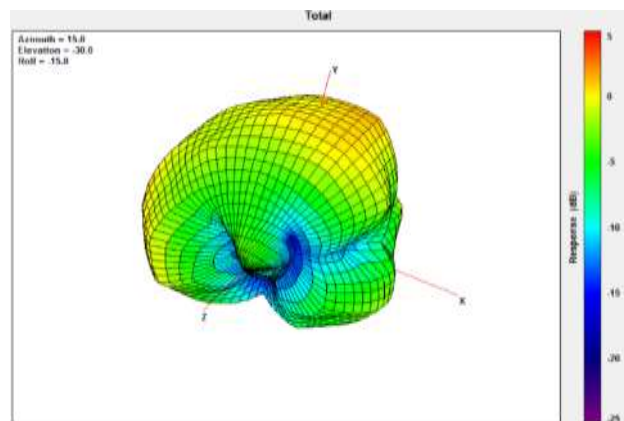 Total
Azimuth = 15.0
Elevation = -30.0
Roll = -15.0
Y
X
Z
5
0
-5
-10
-15
-20
-25
Response (dB)